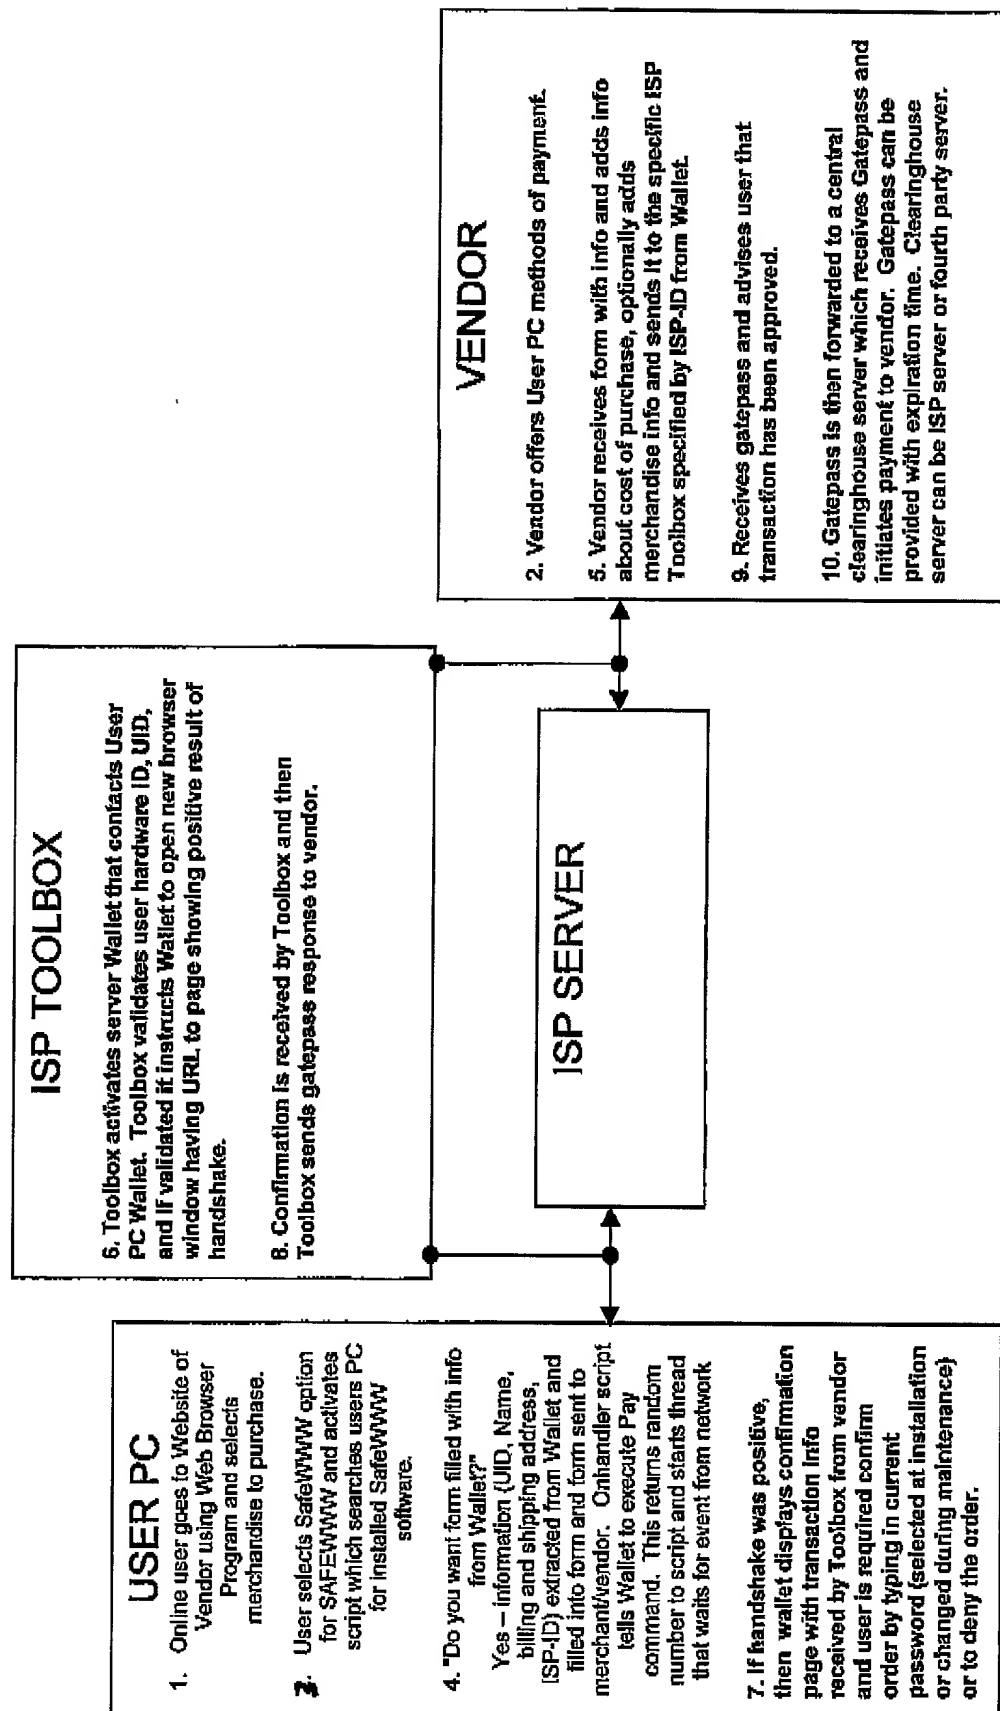 USER PC
1. Online user goes to Website of
Vendor using Web Browser
Program and selects
merchandise to purchase.
3. User selects SafeWWW option
for SAFEWWW and activates
script which searches users PC
for installed SafeWWW
software.
4. "Do you want form filled with info
from Wallet?"
Yes – information (UID, Name,
billing and shipping address,
ISP-ID) extracted from Wallet and
filled into form and form sent to
merchant/vendor. Onhandler script
tells Wallet to execute Pay
command. This returns random
number to script and starts thread
that waits for event from network
7. If handshake was positive,
then wallet displays confirmation
page with transaction info
received by Toolbox from vendor
and user is required confirm
order by typing in current
password (selected at installation
or changed during maintenance)
or to deny the order.
ISP TOOLBOX
6. Toolbox activates server Wallet that contacts User
PC Wallet. Toolbox validates user hardware ID, UID,
and if validated it instructs Wallet to open new browser
window having URL to page showing positive result of
handshake.
8. Confirmation is received by Toolbox and then
Toolbox sends gatepass response to vendor.
ISP SERVER
VENDOR
2. Vendor offers User PC methods of payment.
5. Vendor receives form with info and adds info
about cost of purchase, optionally adds
merchandise info and sends it to the specific ISP
Toolbox specified by ISP-ID from Wallet.
9. Receives gatepass and advises user that
transaction has been approved.
10. Gatepass is then forwarded to a central
clearinghouse server which receives Gatepass and
initiates payment to vendor. Gatepass can be
provided with expiration time. Clearinghouse
server can be ISP server or fourth party server.